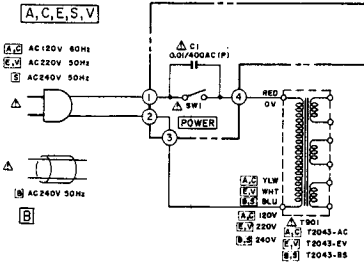 A, C, E, S, V
A,C AC120V 60Hz
E,V AC220V 50Hz
S AC240V 50Hz
C1
0.01/400AC(P)
1
SW1
4
RED
0V
2
POWER
3
B AC240V 50Hz
B
A,C YLW
E,V WHT
B,S BLU
A,C 120V
E,V 220V
B,S 240V
T901
A,C T2043-AC
E,V T2043-EV
B,S T2043-BS